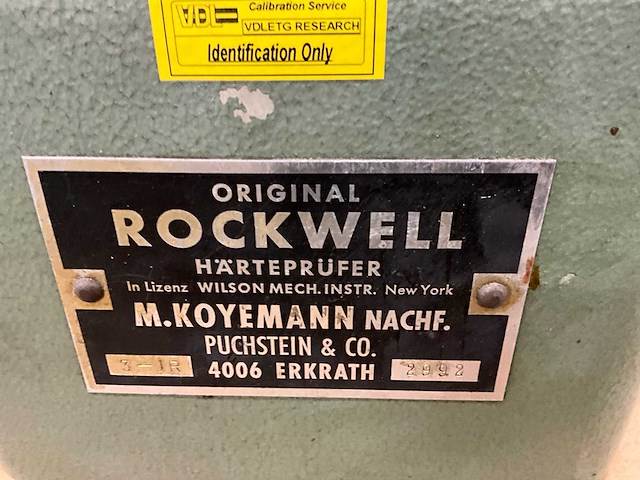 VDL
Calibration Service
VDLETG RESEARCH
Identification Only
ORIGINAL
ROCKWELL
HÄRTEPRÜFER
In Lizenz WILSON MECH. INSTR. New York
M. KOYEMANN NACHF.
PUCHSTEIN & CO.
3-JR 4006 ERKRATH 2992